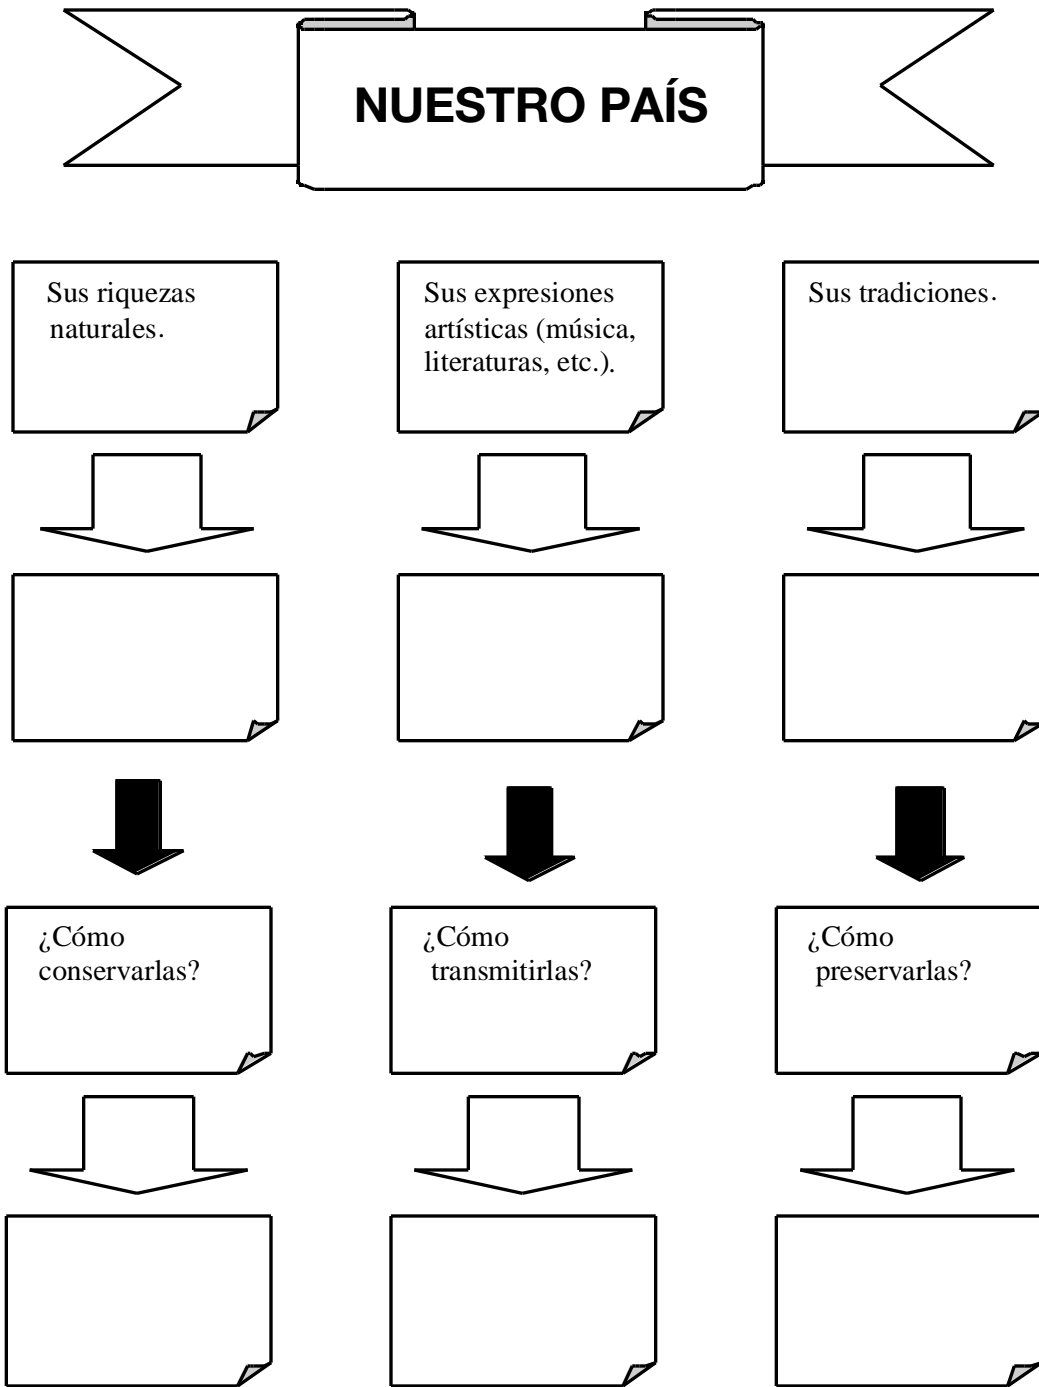 NUESTRO PAÍS
Sus riquezas
naturales.
Sus expresiones
artísticas (música,
literaturas, etc.).
Sus tradiciones.
¿Cómo
conservarlas?
¿Cómo
transmitirlas?
¿Cómo
preservarlas?